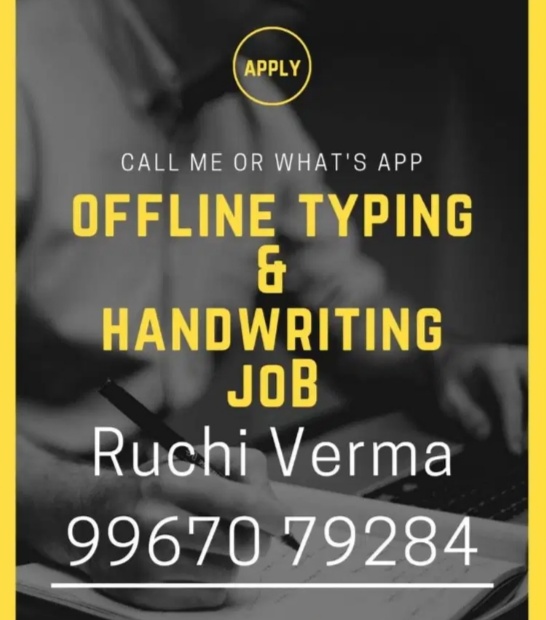 APPLY
CALL ME OR WHAT'S APP
OFFLINE TYPING
&
HANDWRITING
JOB
Ruchi Verma
99670 79284